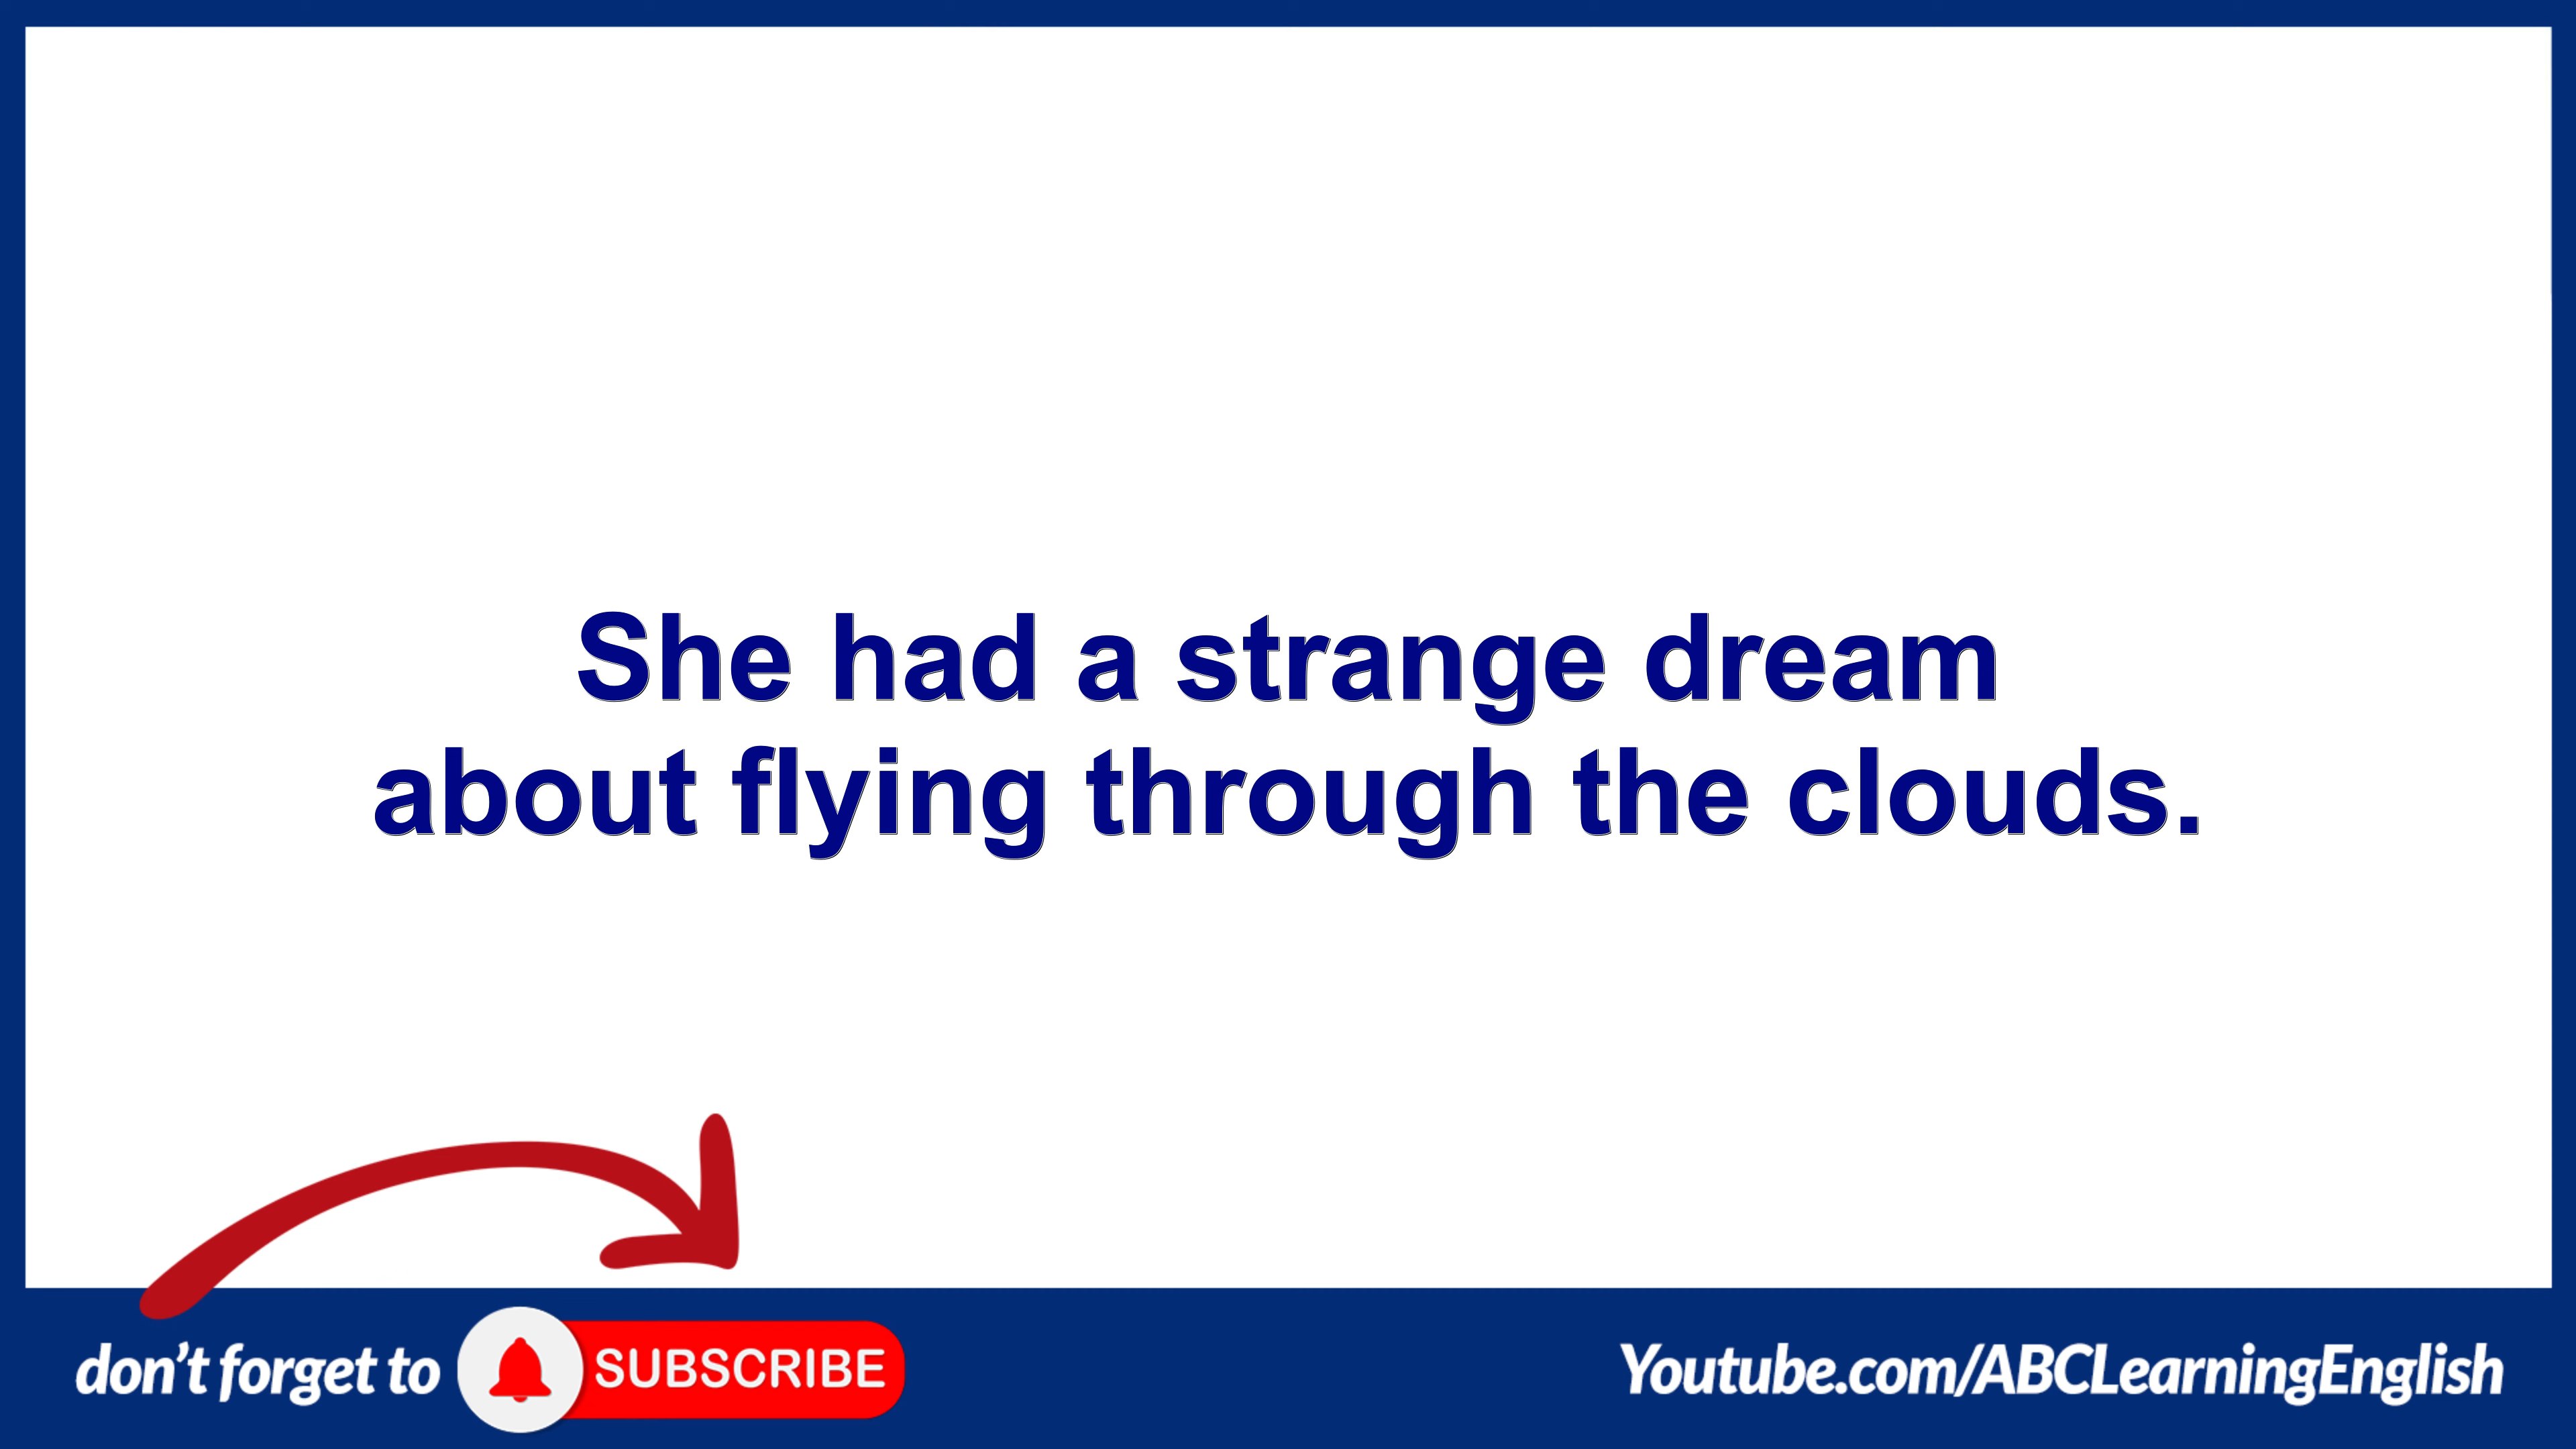 She had a strange dream
about flying through the clouds.
don't forget to SUBSCRIBE Youtube.com/ABCLearningEnglish